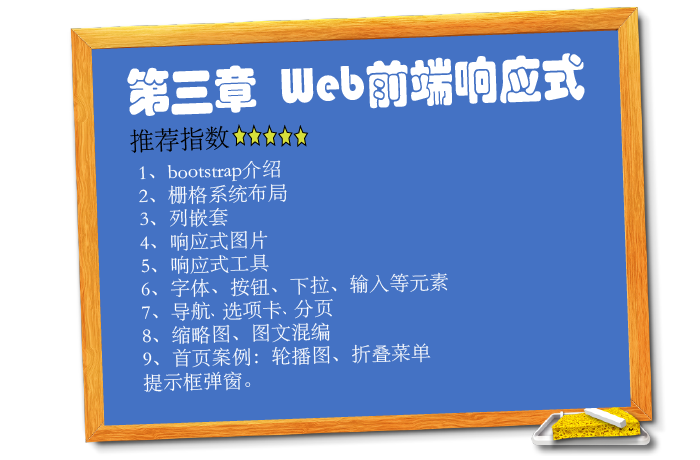 第三章 Web前端响应式
推荐指数
1、bootstrap介绍
2、栅格系统布局
3、列嵌套
4、响应式图片
5、响应式工具
6、字体、按钮、下拉、输入等元素
7、导航、选项卡、分页
8、缩略图、图文混编
9、首页案例：轮播图、折叠菜单
提示框弹窗。